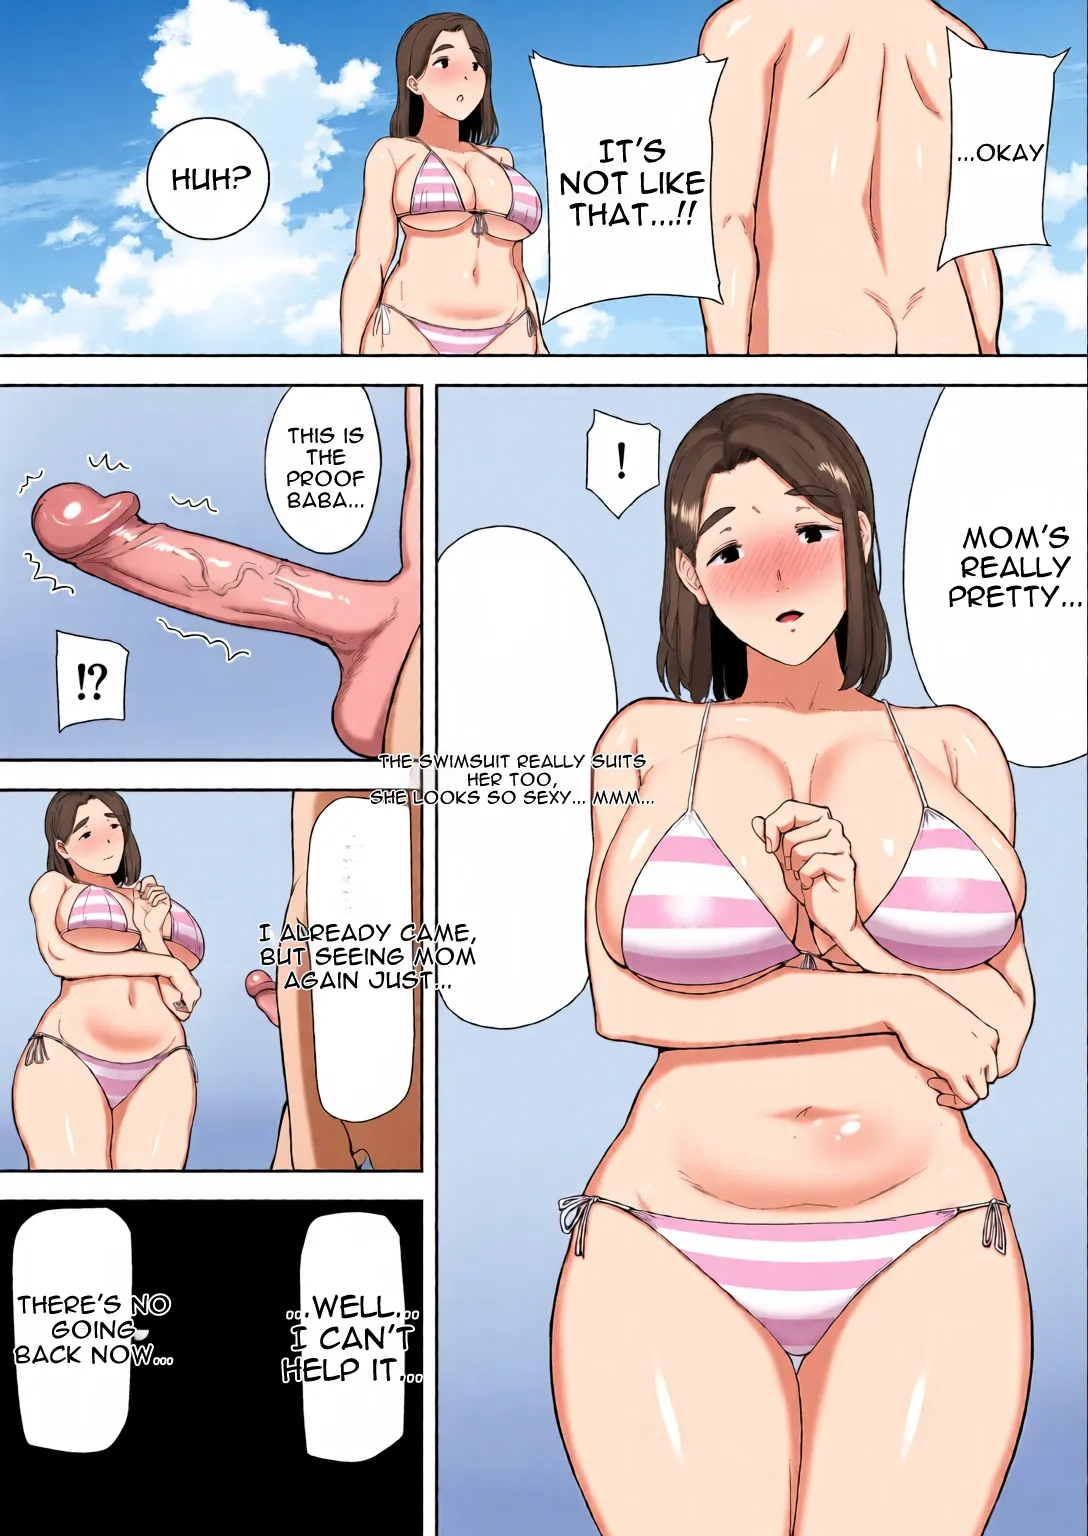 ...OKAY
IT'S
NOT LIKE
THAT...!!
HUH?
MOM'S
REALLY
PRETTY...
!
THE SWIMSUIT REALLY SUITS
HER TOO,
SHE LOOKS SO SEXY... MMM...
THIS IS
THE
PROOF
BABA...
!?
I ALREADY CAME,
BUT SEEING MOM
AGAIN JUST...
...WELL...
I CAN'T
HELP IT...
THERE'S NO
GOING
BACK NOW...